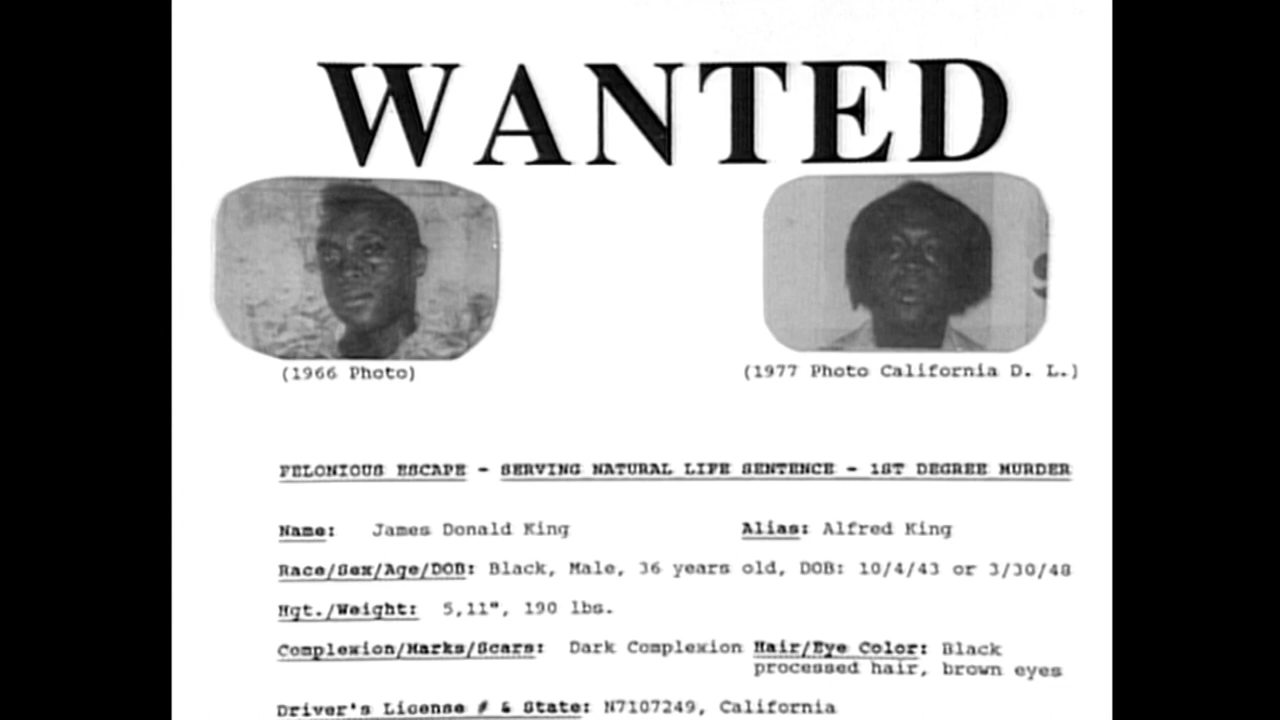 WANTED
(1966 Photo)
(1977 Photo California D. L.)
FELONIOUS ESCAPE - SERVING NATURAL LIFE SENTENCE - 1ST DEGREE MURDER
Name: James Donald King Alias: Alfred King
Race/Sex/Age/DOB: Black, Male, 36 years old, DOB: 10/4/43 or 3/30/48
Hgt./Weight: 5,11", 190 lbs.
Complexion/Marks/Scars: Dark Complexion Hair/Eye Color: Black
processed hair, brown eyes
Driver's License # & State: N7107249, California